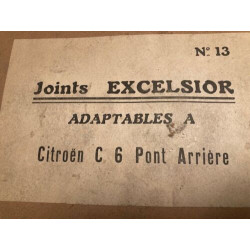 N° 13
Joints EXCELSIOR
ADAPTABLES A
Citroën C 6 Pont Arrière